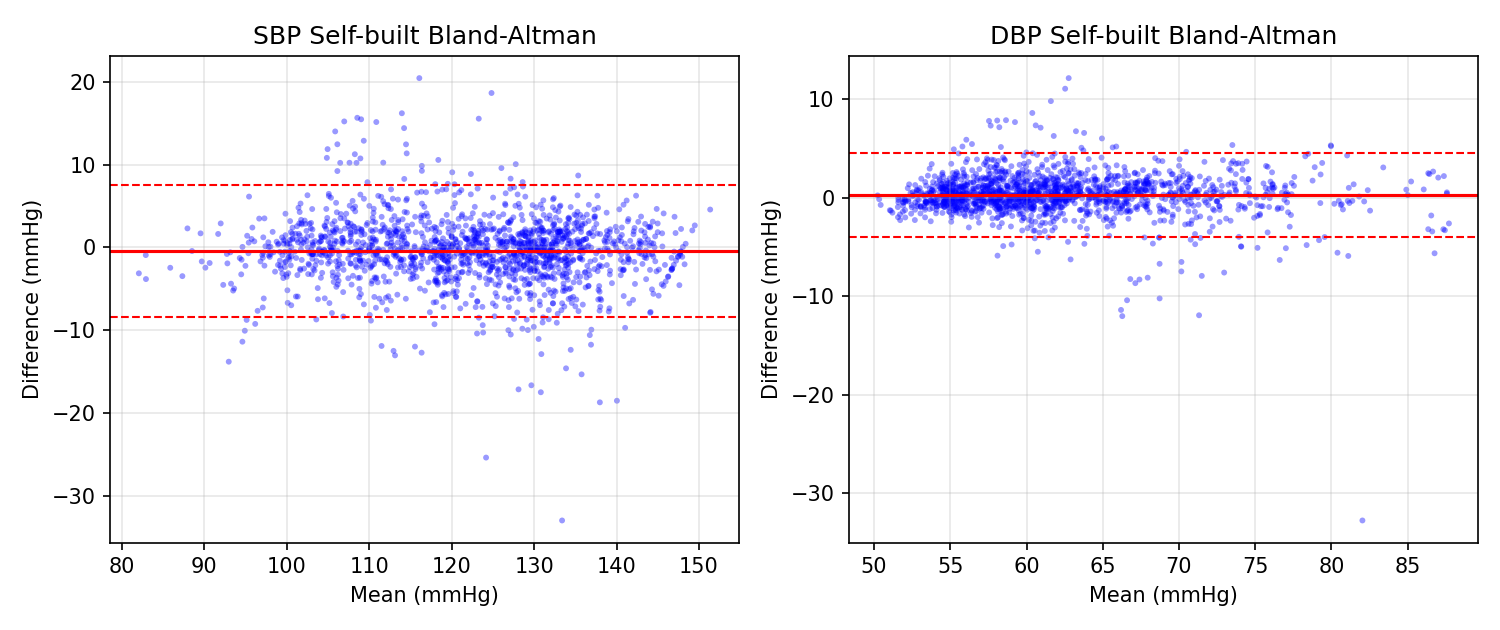 SBP Self-built Bland-Altman
20
10
0
−10
−20
−30
Difference (mmHg)
80 90 100 110 120 130 140 150
Mean (mmHg)
DBP Self-built Bland-Altman
10
0
−10
−20
−30
Difference (mmHg)
50 55 60 65 70 75 80 85
Mean (mmHg)